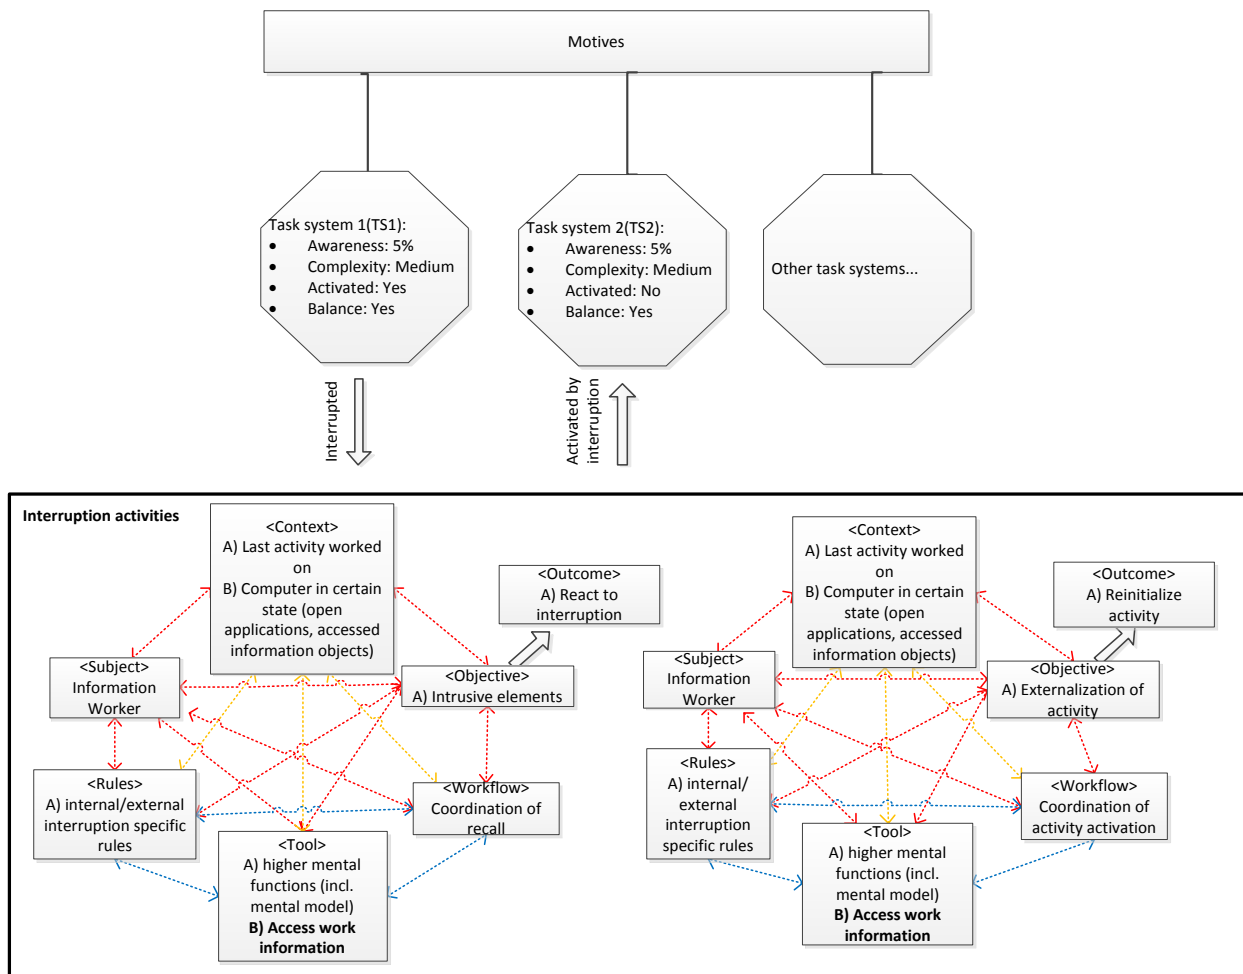 Motives
Task system 1(TS1):
• Awareness: 5%
• Complexity: Medium
• Activated: Yes
• Balance: Yes
Task system 2(TS2):
• Awareness: 5%
• Complexity: Medium
• Activated: No
• Balance: Yes
Other task systems...
Interrupted
Activated by
interruption
Interruption activities
<Context>
A) Last activity worked
on
B) Computer in certain
state (open
applications, accessed
information objects)
<Outcome>
A) React to
interruption
<Subject>
Information
Worker
<Objective>
A) Intrusive elements
<Rules>
A) internal/external
interruption specific
rules
<Workflow>
Coordination of
recall
<Tool>
A) higher mental
functions (incl.
mental model)
B) Access work
information
<Context>
A) Last activity worked
on
B) Computer in certain
state (open
applications, accessed
information objects)
<Outcome>
A) Reinitialize
activity
<Subject>
Information
Worker
<Objective>
A) Externalization of
activity
<Rules>
A) internal/
external
interruption
specific rules
<Workflow>
Coordination of
activity activation
<Tool>
A) higher mental
functions (incl.
mental model)
B) Access work
information